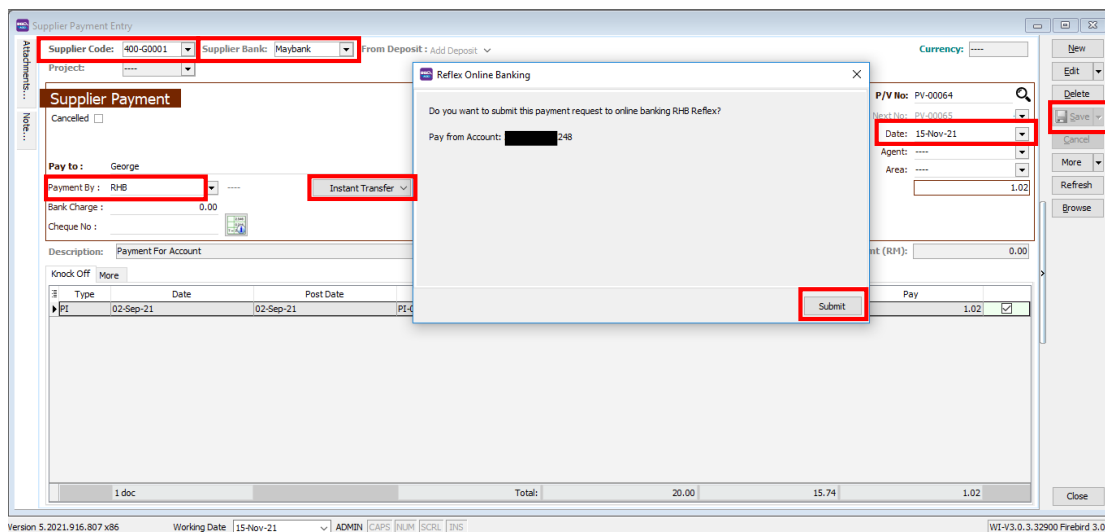 Supplier Payment Entry
Attachments...
Note...
Supplier Code: 400-G0001 Supplier Bank: Maybank From Deposit : Add Deposit Currency: ----
Project: ----
Supplier Payment
Cancelled
P/V No: PV-00064
Next No: PV-00065
Date: 15-Nov-21
Agent: ----
Area: ----
1.02
Pay to : George
Payment By : RHB ---- Instant Transfer
Bank Charge : 0.00
Cheque No :
Description: Payment For Account
nt (RM): 0.00
Knock Off More
Type Date Post Date Pay
PI 02-Sep-21 02-Sep-21 PI- 1.02
1 doc Total: 20.00 15.74 1.02
Reflex Online Banking
Do you want to submit this payment request to online banking RHB Reflex?
Pay from Account: 248
Submit
New
Edit
Delete
Save
Cancel
More
Refresh
Browse
Close
Version 5.2021.916.807 x86 Working Date 15-Nov-21 ADMIN CAPS NUM SCRL INS WI-V3.0.3.32900 Firebird 3.0